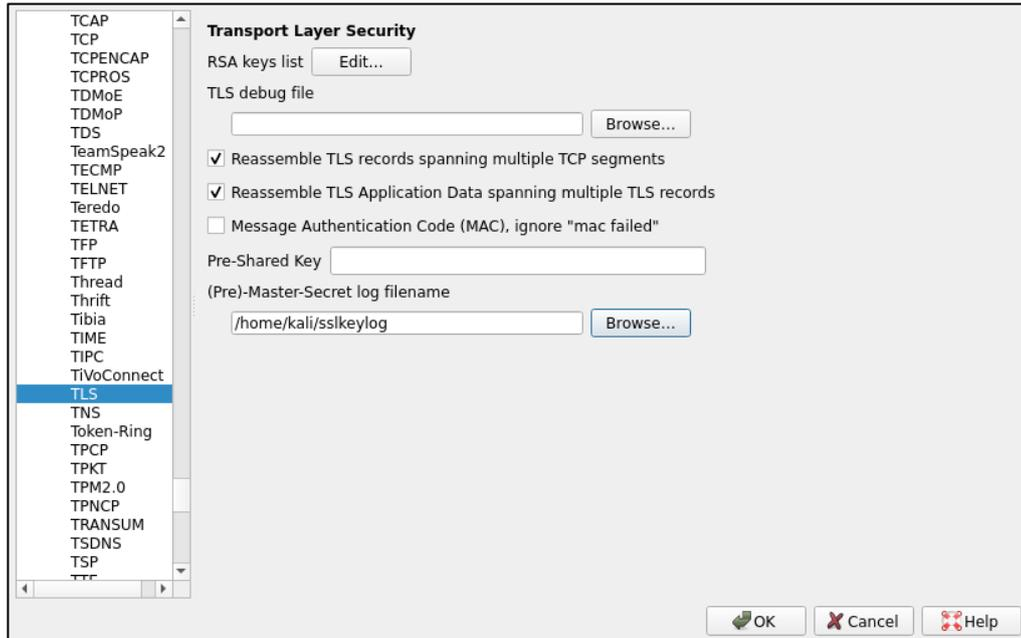 TCAP
TCP
TCPENCAP
TCPROS
TDMoE
TDMoP
TDS
TeamSpeak2
TECMP
TELNET
Teredo
TETRA
TFP
TFTP
Thread
Thrift
Tibia
TIME
TIPC
TiVoConnect
TLS
TNS
Token-Ring
TPCP
TPKT
TPM2.0
TPNCP
TRANSUM
TSDNS
TSP
Transport Layer Security
RSA keys list Edit...
TLS debug file
Browse...
Reassemble TLS records spanning multiple TCP segments
Reassemble TLS Application Data spanning multiple TLS records
Message Authentication Code (MAC), ignore "mac failed"
Pre-Shared Key
(Pre)-Master-Secret log filename
/home/kali/sslkeylog Browse...
OK Cancel Help